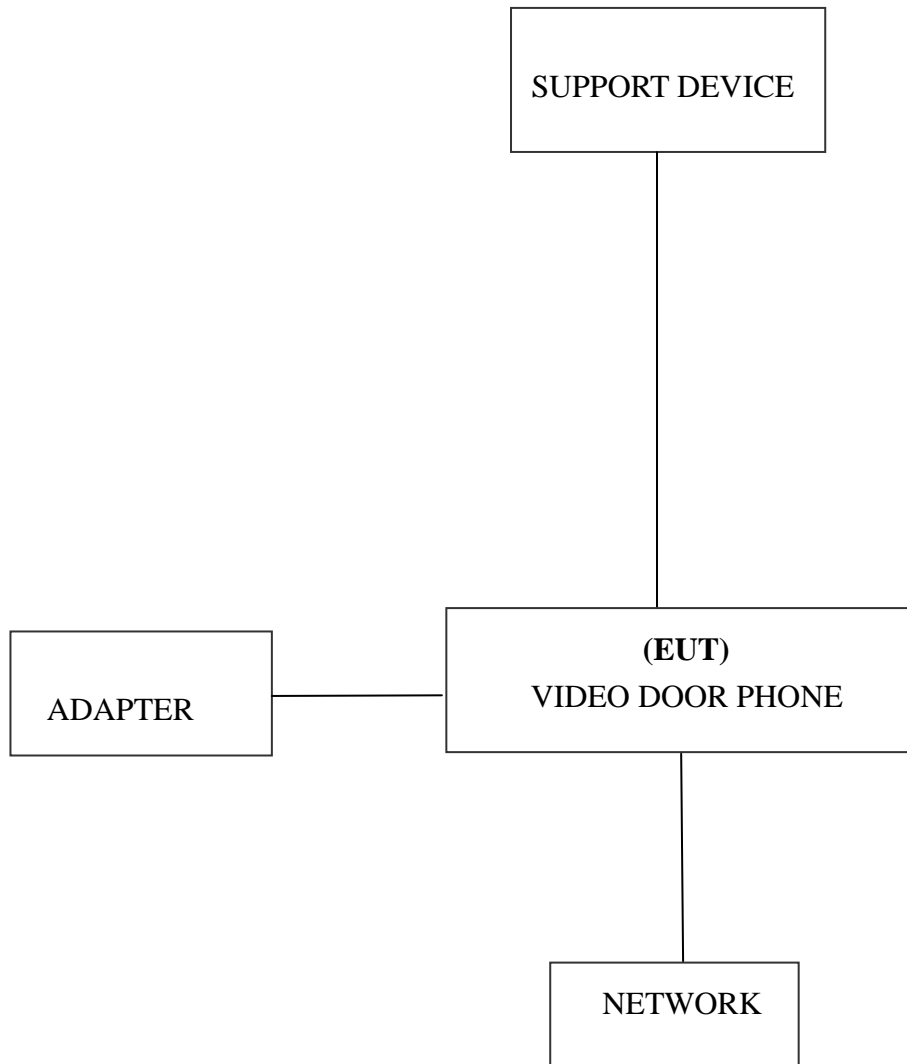 SUPPORT DEVICE
(EUT)
VIDEO DOOR PHONE
ADAPTER
NETWORK